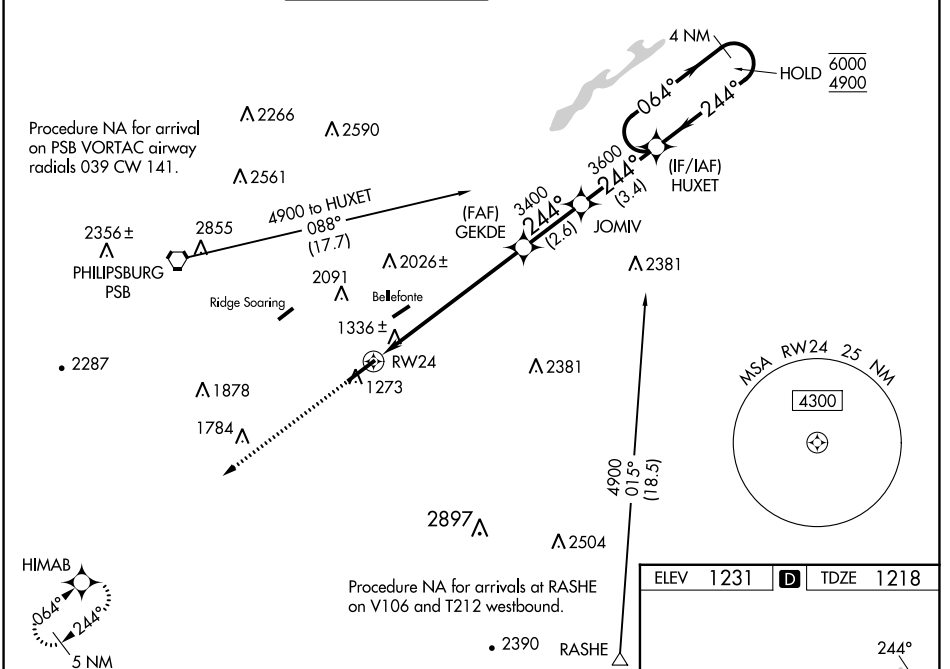 4 NM
HOLD 6000
4900
064°
244°
2266
2590
Procedure NA for arrival
on PSB VORTAC airway
radials 039 CW 141.
2561
3600
244°
(3.4)
(IF/IAF)
HUXET
4900 to HUXET
088°
(17.7)
(FAF)
GEKDE
3400
244°
(2.6)
JOMIV
2356±
2855
PHILIPSBURG
PSB
2091
2026±
2381
Ridge Soaring
Bellefonte
1336±
RW24
2287
1273
2381
1878
1784
MSA RW24 25 NM
4300
4900
015°
(18.5)
2897
2504
HIMAB
064°
244°
5 NM
Procedure NA for arrivals at RASHE
on V106 and T212 westbound.
2390
RASHE
ELEV 1231 D TDZE 1218
244°